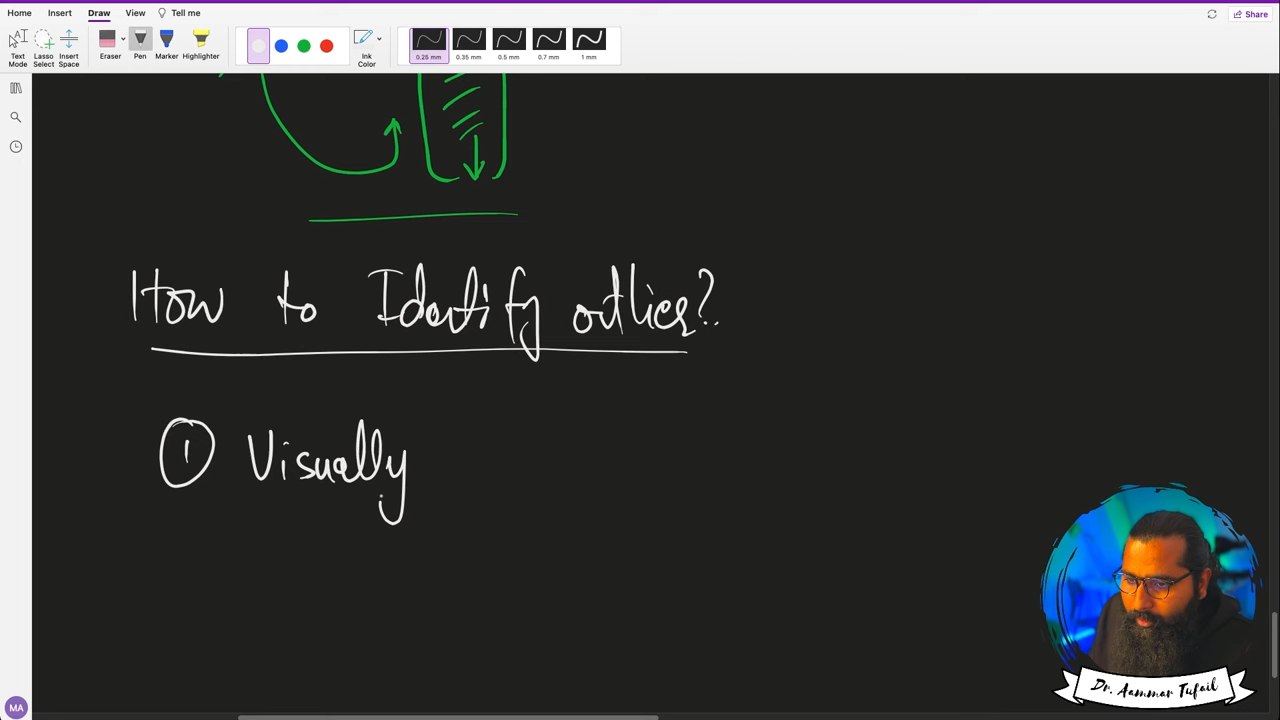 Home Insert Draw View Tell me
Share
Text Mode
Lasso Select
Insert Space
Eraser
Pen
Marker
Highlighter
Ink Color
0.25 mm
0.35 mm
0.5 mm
0.7 mm
1 mm
How to Identify outlier?
1 Visually
MA
Dr. Aammar Tufail